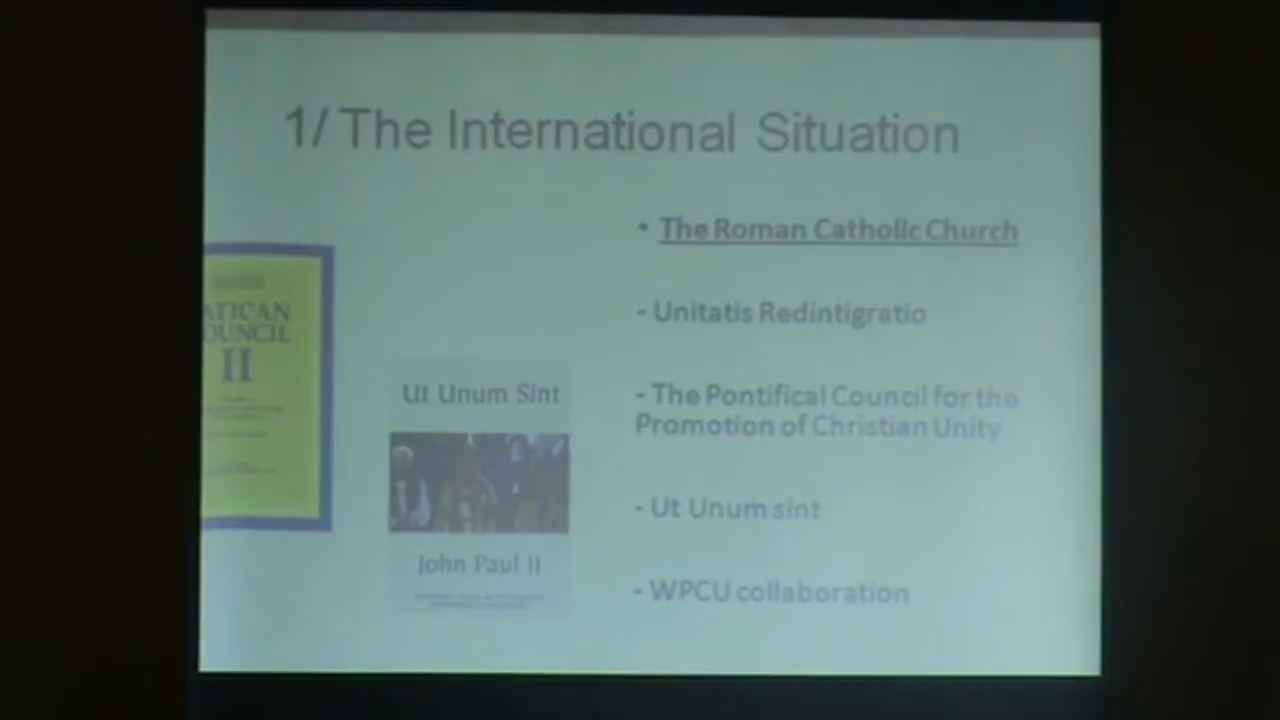 1/ The International Situation
• The Roman Catholic Church
- Unitatis Redintigratio
- The Pontifical Council for the
Promotion of Christian Unity
- Ut Unum sint
- WPCU collaboration
ATICAN
OUNCIL
II
Ut Unum Sint
John Paul II